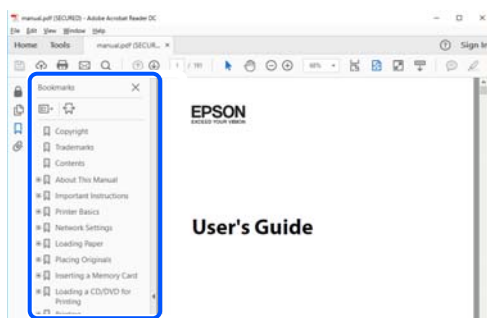 manual.pdf (SECURED) - Adobe Acrobat Reader DC
File Edit View Window Help
Home Tools manual.pdf (SECUR... ×
Sign In
1 / 191
Bookmarks
EPSON
EXCEED YOUR VISION
Copyright
Trademarks
Contents
About This Manual
Important Instructions
Printer Basics
Network Settings
User's Guide
Loading Paper
Placing Originals
Inserting a Memory Card
Loading a CD/DVD for
Printing